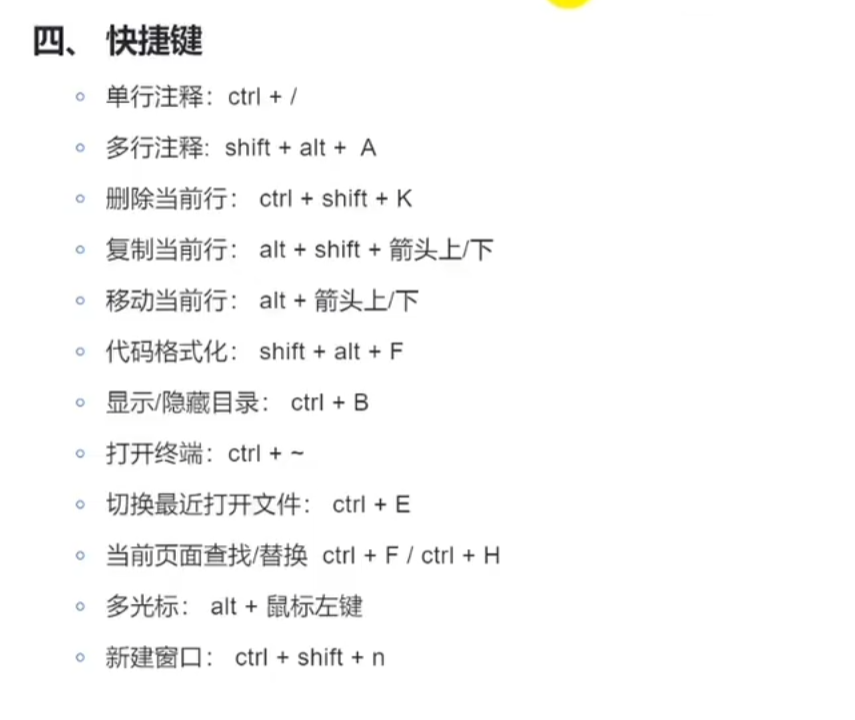 四、 快捷键
单行注释：ctrl + /
多行注释: shift + alt + A
删除当前行： ctrl + shift + K
复制当前行： alt + shift + 箭头上/下
移动当前行： alt + 箭头上/下
代码格式化： shift + alt + F
显示/隐藏目录： ctrl + B
打开终端：ctrl + ~
切换最近打开文件： ctrl + E
当前页面查找/替换 ctrl + F / ctrl + H
多光标： alt + 鼠标左键
新建窗口： ctrl + shift + n